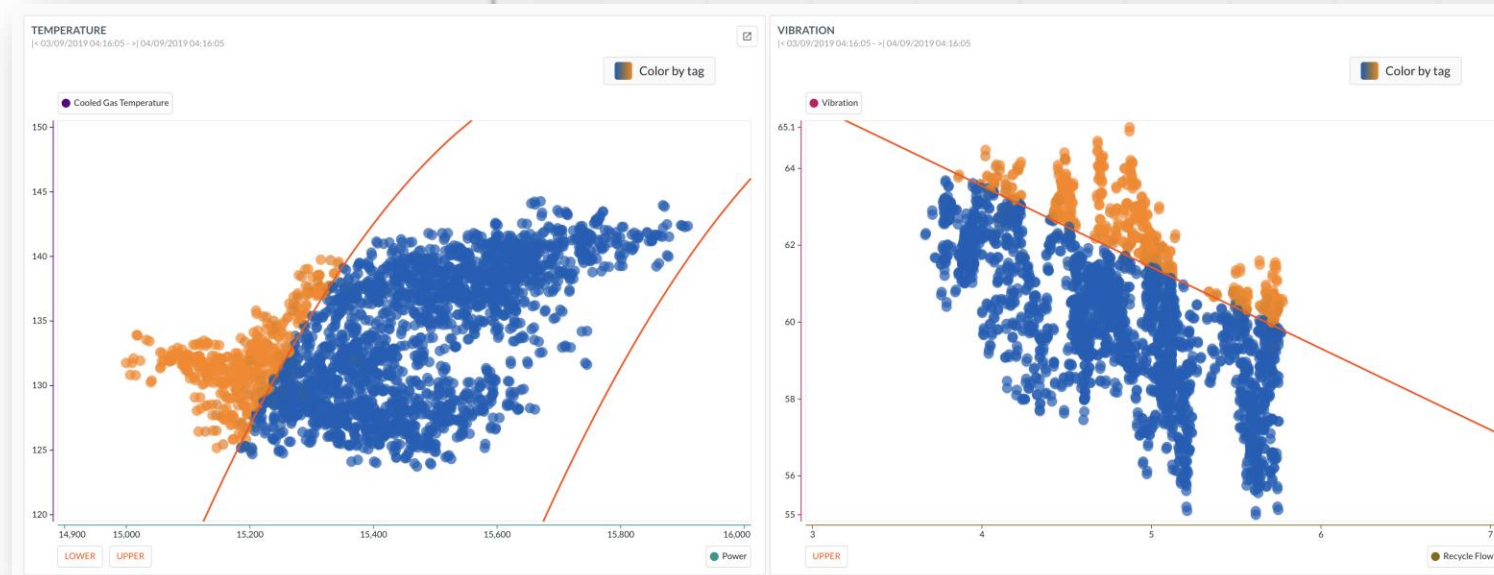 TEMPERATURE
|< 03/09/2019 04:16:05 - >| 04/09/2019 04:16:05
Color by tag
Cooled Gas Temperature
150
145
140
135
130
125
120
14,900 15,000 15,200 15,400 15,600 15,800 16,000
LOWER UPPER Power
VIBRATION
|< 03/09/2019 04:16:05 - >| 04/09/2019 04:16:05
Color by tag
Vibration
65.1
64
62
60
58
56
55
3 4 5 6 7
UPPER Recycle Flow